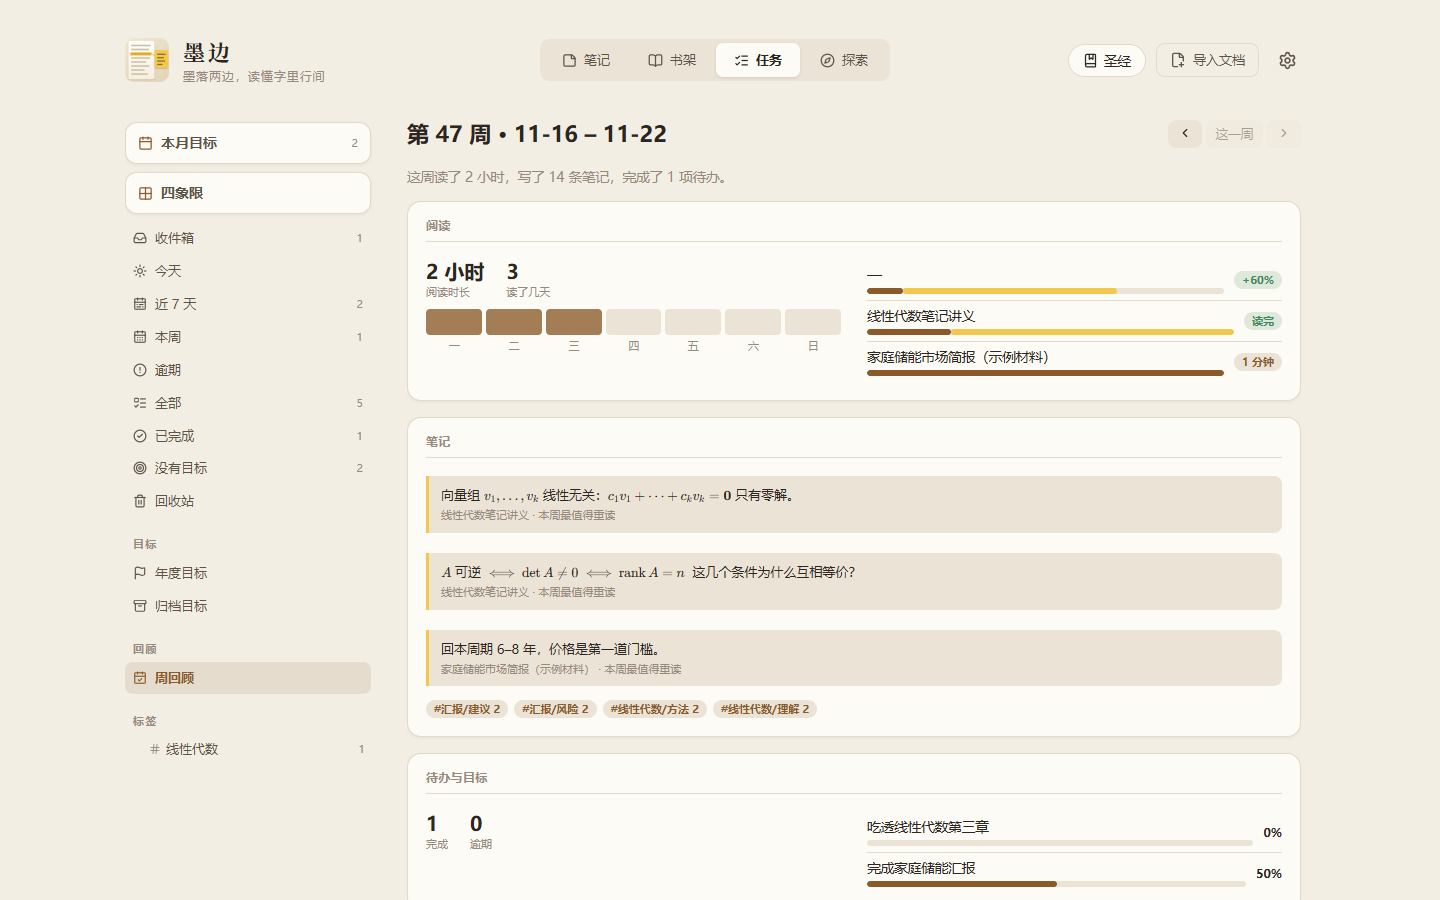 墨边
墨落两边，读懂字里行间
笔记
书架
任务
探索
圣经
导入文档
本月目标 2
四象限
收件箱 1
今天
近 7 天 2
本周 1
逾期
全部 5
已完成 1
没有目标 2
回收站
目标
年度目标
归档目标
回顾
周回顾
标签
# 线性代数 1
第 47 周 • 11-16 – 11-22
这一周
这周读了 2 小时，写了 14 条笔记，完成了 1 项待办。
阅读
2 小时
阅读时长
3
读了几天
一 二 三 四 五 六 日
— +60%
线性代数笔记讲义 读完
家庭储能市场简报（示例材料） 1 分钟
笔记
向量组 v₁, . . . , vₖ 线性无关：c₁v₁ + · · · + cₖvₖ = 0 只有零解。
线性代数笔记讲义 · 本周最值得重读
A 可逆 ⟺ det A ≠ 0 ⟺ rank A = n 这几个条件为什么互相等价？
线性代数笔记讲义 · 本周最值得重读
回本周期 6–8 年，价格是第一道门槛。
家庭储能市场简报（示例材料） · 本周最值得重读
#汇报/建议 2 #汇报/风险 2 #线性代数/方法 2 #线性代数/理解 2
待办与目标
1
完成
0
逾期
吃透线性代数第三章 0%
完成家庭储能汇报 50%